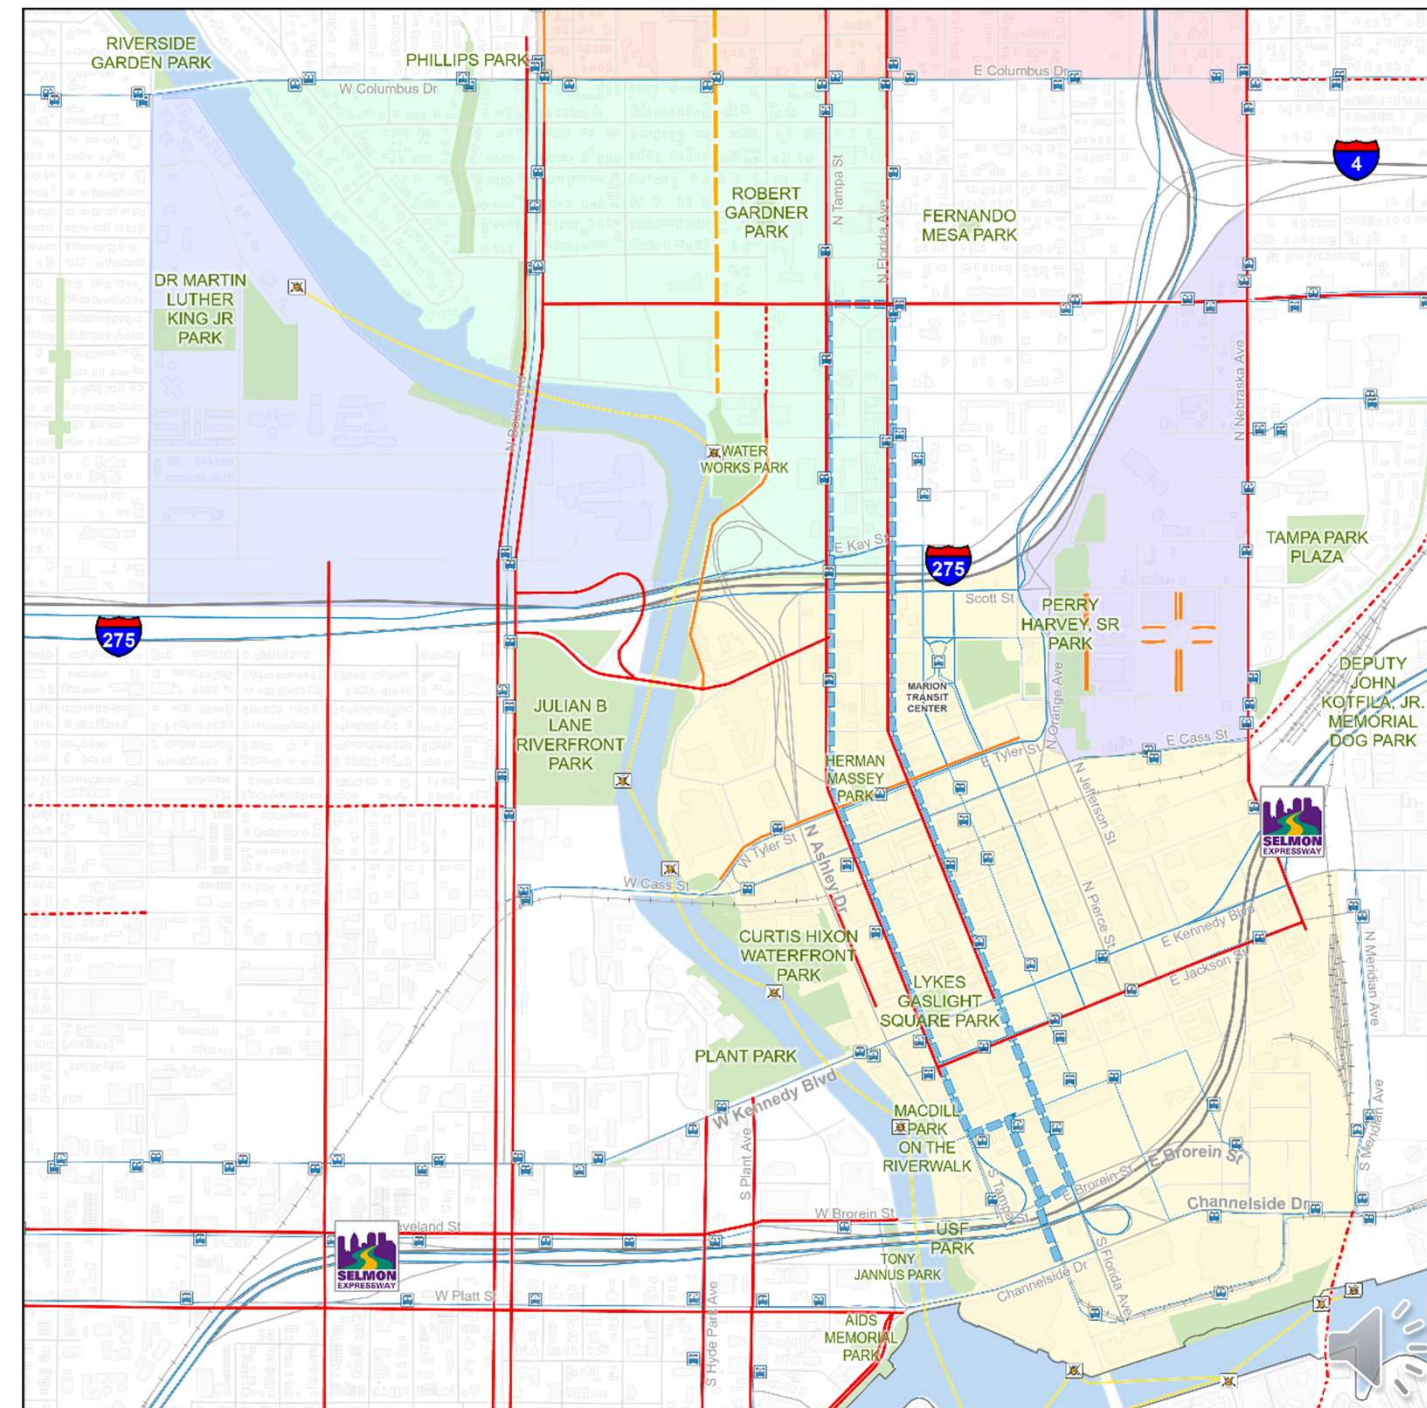 RIVERSIDE
GARDEN PARK
PHILLIPS PARK
W Columbus Dr
E Columbus Dr
4
N Tampa St
ROBERT
GARDNER
PARK
N Florida Ave
FERNANDO
MESA PARK
DR MARTIN
LUTHER
KING JR
PARK
N Boulevard
N Nebraska Ave
WATER
WORKS PARK
E Kay St
275
TAMPA PARK
PLAZA
Scott St
PERRY
HARVEY, SR
PARK
275
MARION
TRANSIT
CENTER
N Orange Ave
DEPUTY
JOHN
KOTFILA, JR.
MEMORIAL
DOG PARK
JULIAN B
LANE
RIVERFRONT
PARK
E Cass St
E Tyler St
HERMAN
MASSEY
PARK
N Jefferson St
SELMON
EXPRESSWAY
W Tyler St
N Ashley Dr
W Cass St
N Pierce St
E Kennedy Blvd
CURTIS HIXON
WATERFRONT
PARK
N Meridian Ave
E Jackson St
LYKES
GASLIGHT
SQUARE PARK
PLANT PARK
W Kennedy Blvd
MACDILL
PARK
ON THE
RIVERWALK
S Meridian Ave
S Plant Ave
E Brorein St
E Brorein St
Channelside Dr
W Brorein St
aveland St
USF
PARK
SELMON
EXPRESSWAY
TONY
JANNUS PARK
S Florida Ave
Channelside Dr
W Platt St
S Hyde Park Ave
AIDS
MEMORIAL
PARK